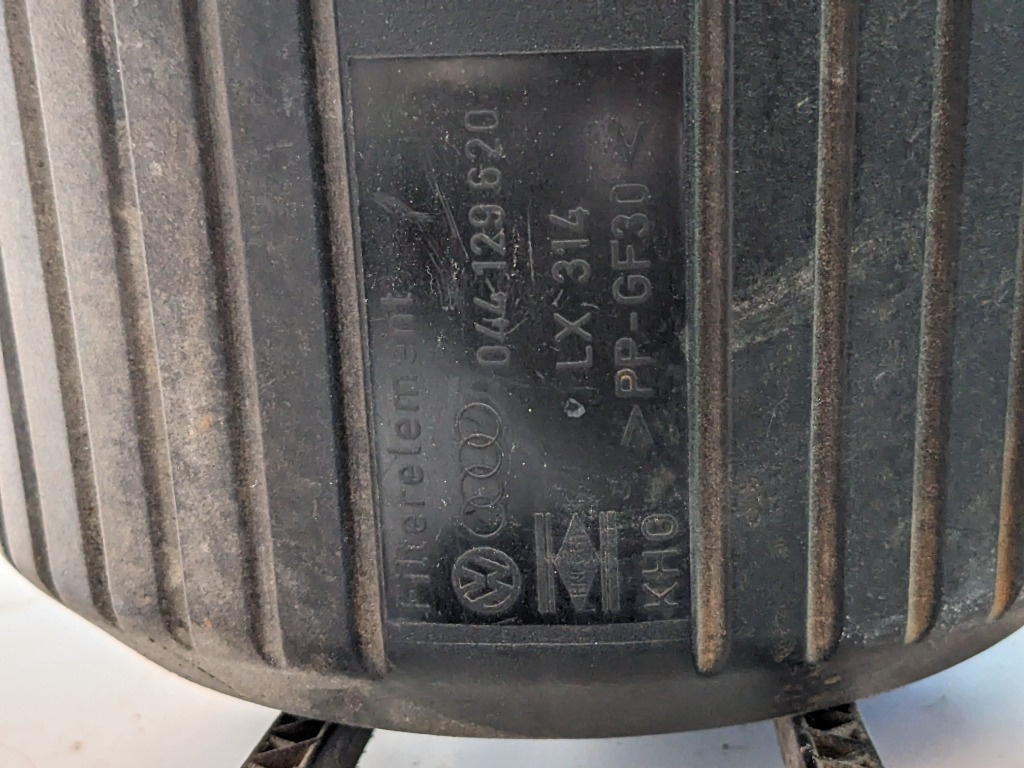 Filterelement
044 129 620
LX 314
>PP-GF30<
KHG